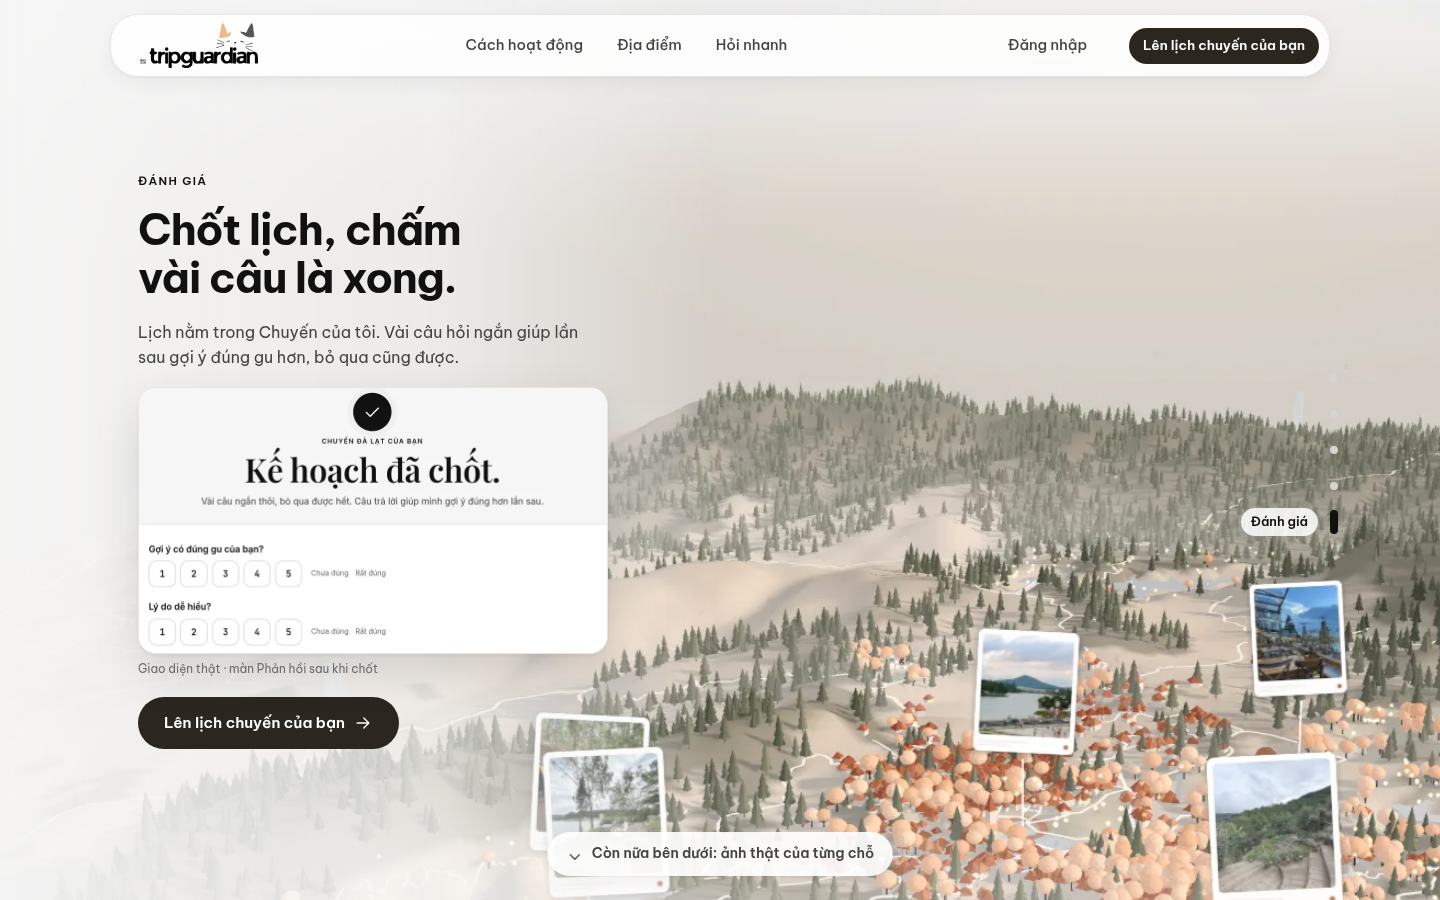 tripguardian
Cách hoạt động
Địa điểm
Hỏi nhanh
Đăng nhập
Lên lịch chuyến của bạn
ĐÁNH GIÁ
Chốt lịch, chấm
vài câu là xong.
Lịch nằm trong Chuyến của tôi. Vài câu hỏi ngắn giúp lần
sau gợi ý đúng gu hơn, bỏ qua cũng được.
CHUYẾN ĐÀ LẠT CỦA BẠN
Kế hoạch đã chốt.
Vài câu ngắn thôi, bỏ qua được hết. Câu trả lời giúp mình gợi ý đúng hơn lần sau.
Gợi ý có đúng gu của bạn?
1 2 3 4 5 Chưa đúng Rất đúng
Lý do dễ hiểu?
1 2 3 4 5 Chưa đúng Rất đúng
Giao diện thật · màn Phản hồi sau khi chốt
Lên lịch chuyến của bạn
Đánh giá
Còn nữa bên dưới: ảnh thật của từng chỗ